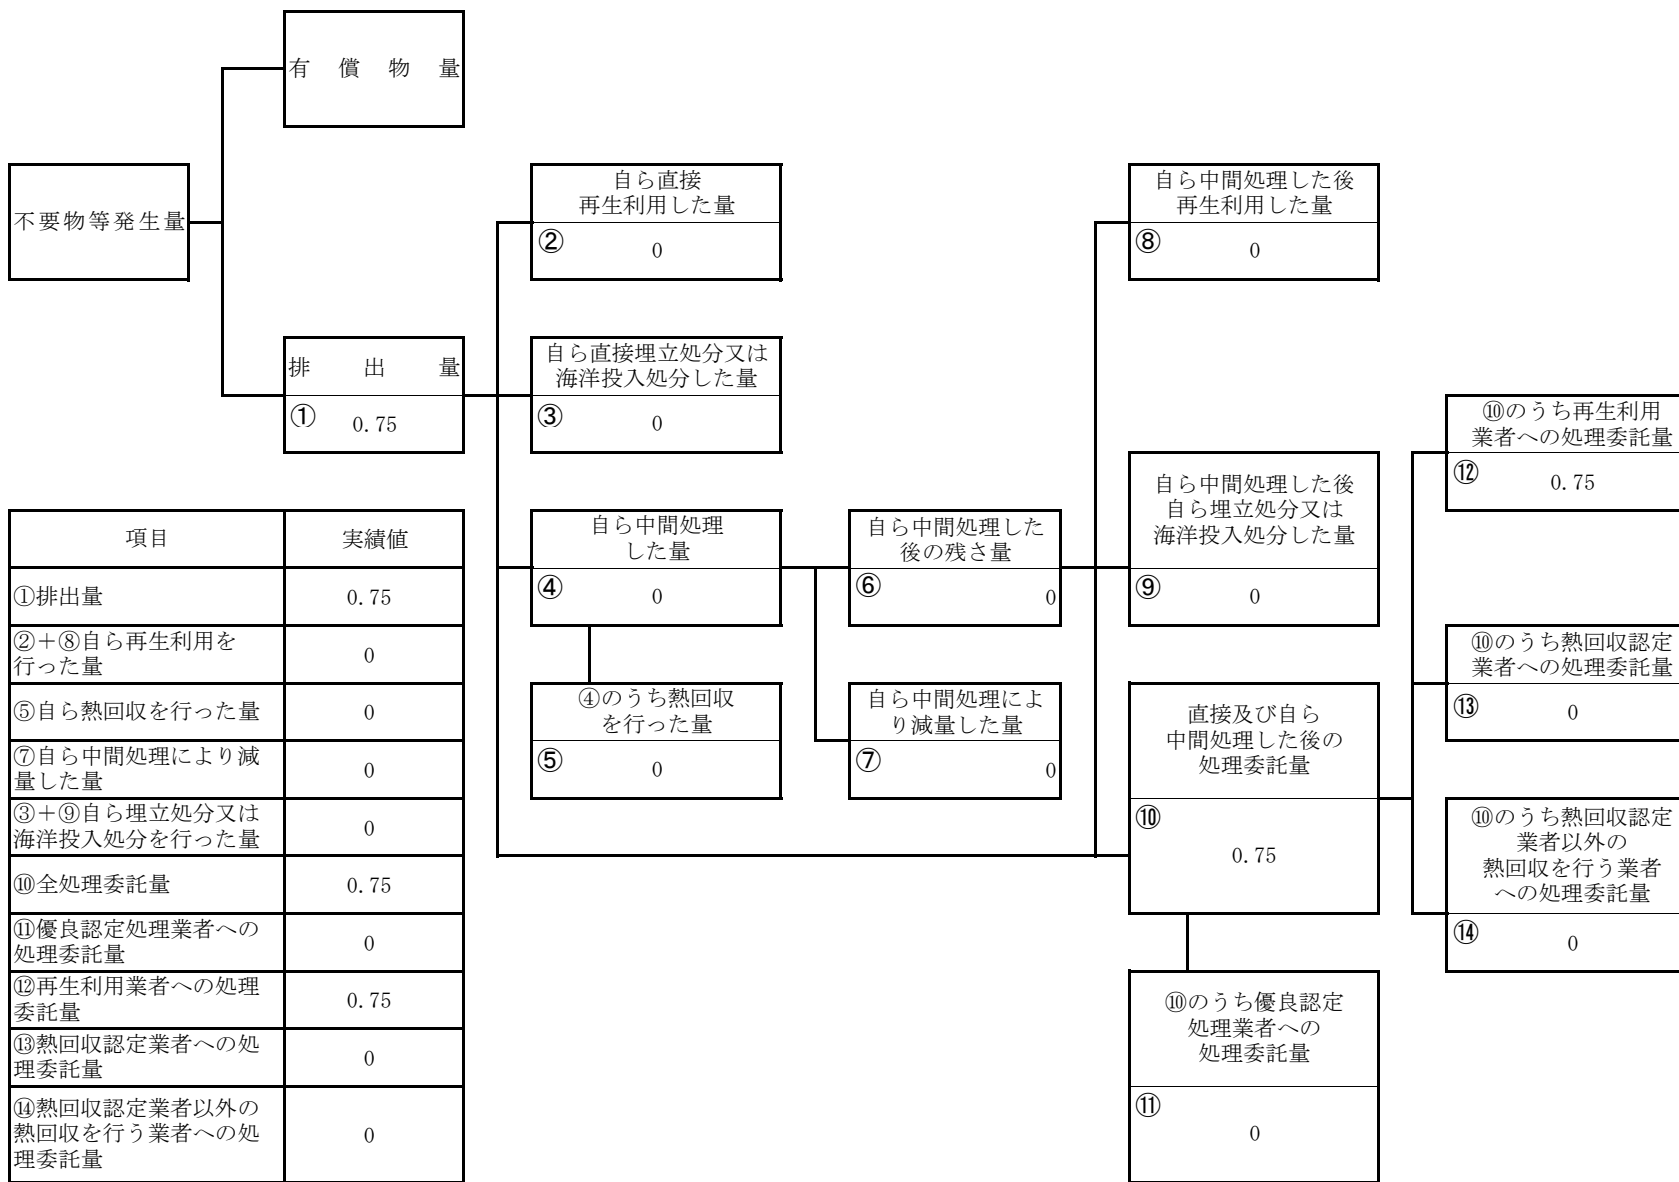 有償物量
不要物等発生量
排出量
① 0.75
自ら直接
再生利用した量
② 0
自ら直接埋立処分又は
海洋投入処分した量
③ 0
自ら中間処理
した量
④ 0
④のうち熱回収
を行った量
⑤ 0
自ら中間処理した
後の残さ量
⑥ 0
自ら中間処理によ
り減量した量
⑦ 0
自ら中間処理した後
再生利用した量
⑧ 0
自ら中間処理した後
自ら埋立処分又は
海洋投入処分した量
⑨ 0
直接及び自ら
中間処理した後の
処理委託量
⑩
0.75
⑩のうち優良認定
処理業者への
処理委託量
⑪
0
⑩のうち再生利用
業者への処理委託量
⑫ 0.75
⑩のうち熱回収認定
業者への処理委託量
⑬ 0
⑩のうち熱回収認定
業者以外の
熱回収を行う業者
への処理委託量
⑭ 0
項目 実績値
①排出量 0.75
②+⑧自ら再生利用を
行った量 0
⑤自ら熱回収を行った量 0
⑦自ら中間処理により減
量した量 0
③+⑨自ら埋立処分又は
海洋投入処分を行った量 0
⑩全処理委託量 0.75
⑪優良認定処理業者への
処理委託量 0
⑫再生利用業者への処理
委託量 0.75
⑬熱回収認定業者への処
理委託量 0
⑭熱回収認定業者以外の
熱回収を行う業者への処
理委託量 0